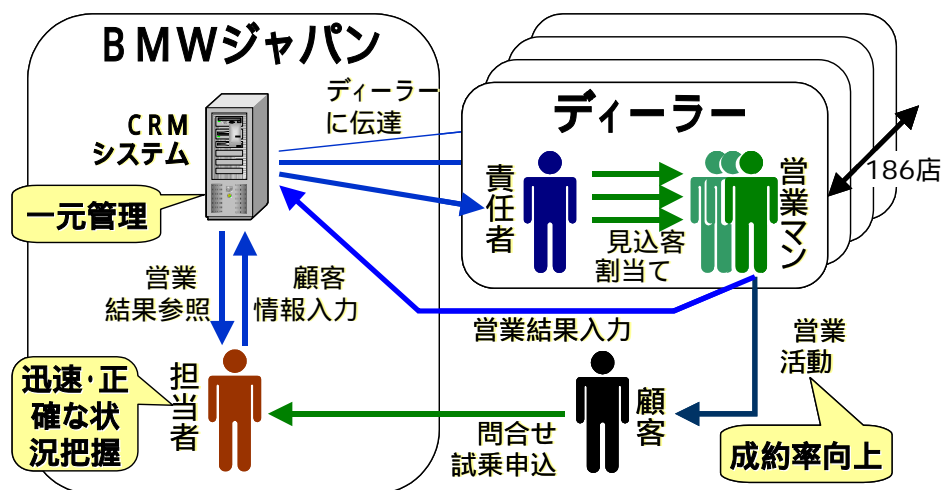 BMWジャパン
CRM
システム
ディーラー
に伝達
一元管理
営業
結果参照
顧客
情報入力
迅速･正
確な状
況把握
担当者
ディーラー
責任者
見込客
割当て
営業マン
186店
営業結果入力
営業
活動
顧客
問合せ
試乗申込
成約率向上